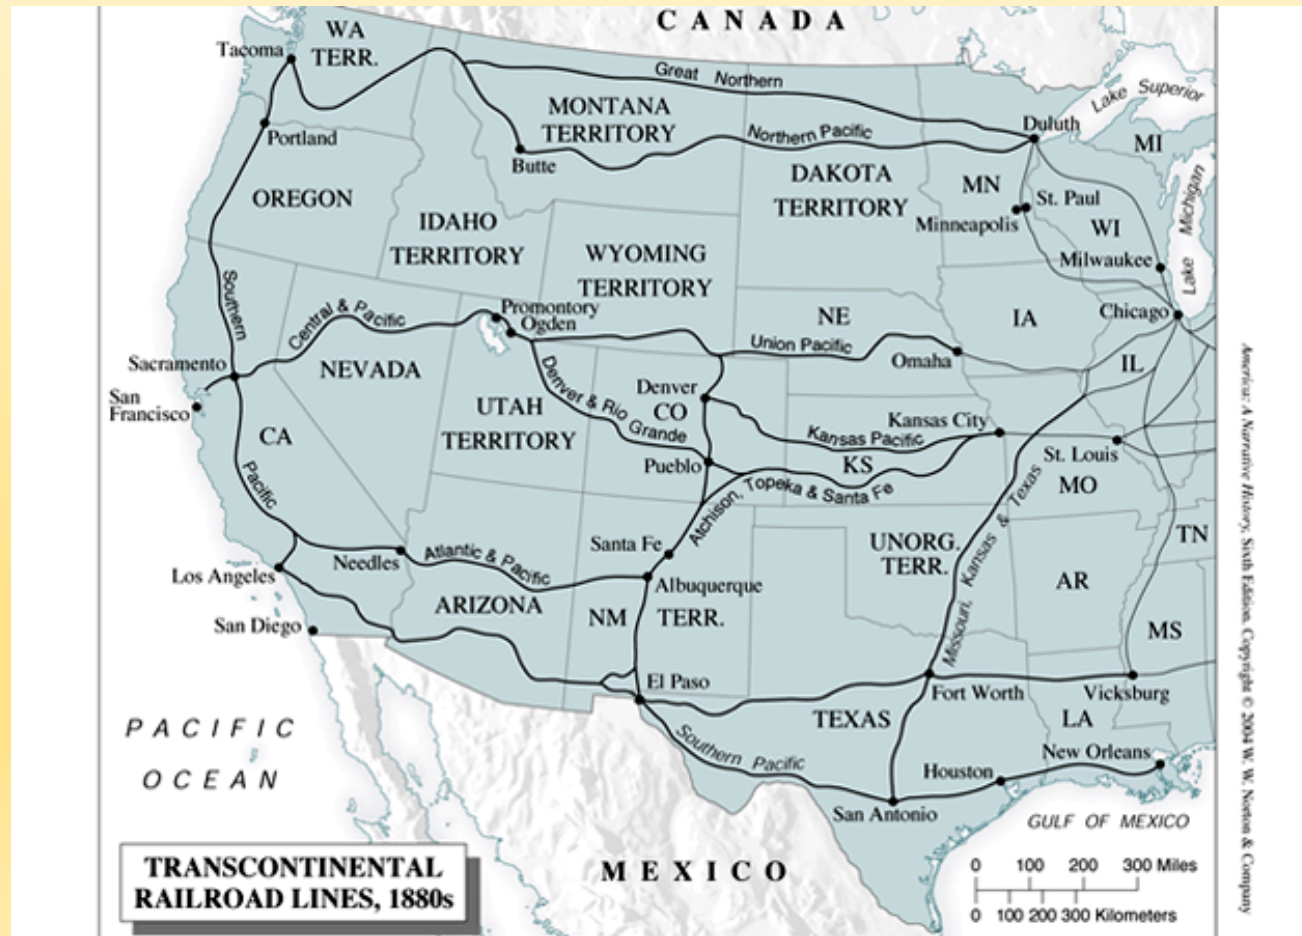 CANADA
WA
TERR.
Tacoma
Great Northern
Lake Superior
MONTANA
TERRITORY
Northern Pacific
Duluth
Portland
Butte
MI
DAKOTA
TERRITORY
MN
St. Paul
Minneapolis
WI
Lake Michigan
OREGON
IDAHO
TERRITORY
WYOMING
TERRITORY
Milwaukee
Southern
Central & Pacific
Promontory
Ogden
NE
IA
Chicago
Union Pacific
Omaha
IL
Sacramento
NEVADA
San
Francisco
Denver & Rio Grande
Denver
CO
Kansas City
UTAH
TERRITORY
Kansas Pacific
CA
Pueblo
KS
St. Louis
MO
Pacific
Atchison, Topeka & Santa Fe
Missouri, Kansas & Texas
TN
Santa Fe
UNORG.
TERR.
Needles
Atlantic & Pacific
Los Angeles
Albuquerque
AR
ARIZONA
NM
TERR.
San Diego
MS
El Paso
Fort Worth
Vicksburg
TEXAS
LA
PACIFIC
OCEAN
Southern Pacific
New Orleans
Houston
San Antonio
GULF OF MEXICO
MEXICO
TRANSCONTINENTAL
RAILROAD LINES, 1880s
0 100 200 300 Miles
0 100 200 300 Kilometers
America: A Narrative History, Sixth Edition. Copyright © 2004 W. W. Norton & Company